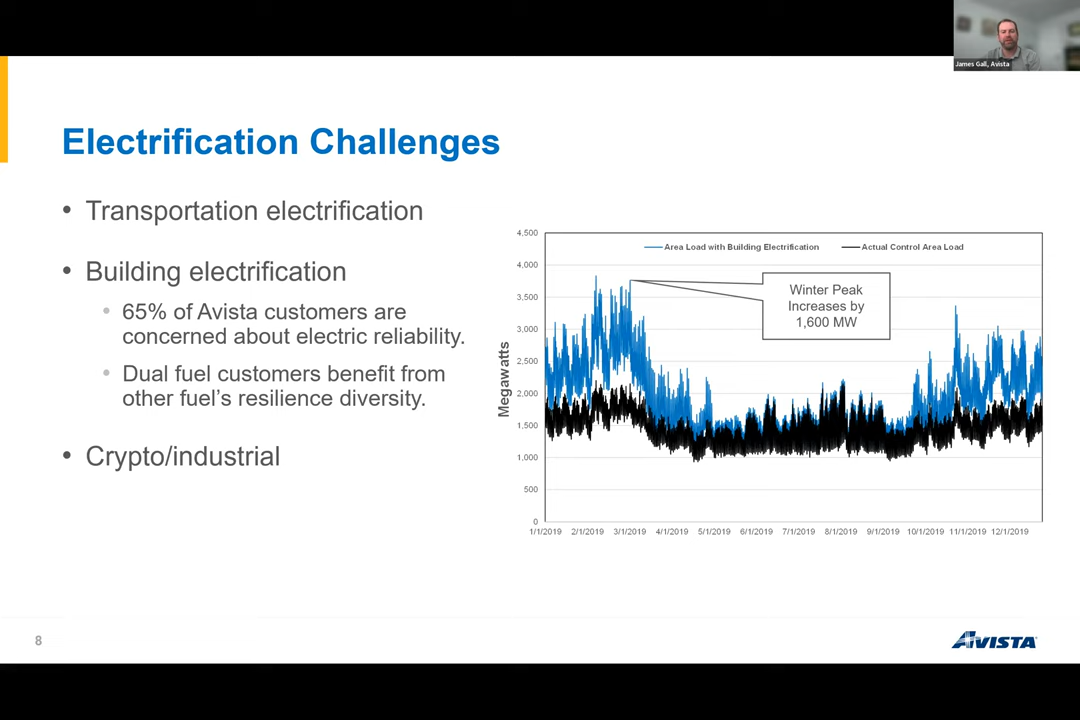 James Gall, Avista
Electrification Challenges
• Transportation electrification
• Building electrification
• 65% of Avista customers are
concerned about electric reliability.
• Dual fuel customers benefit from
other fuel's resilience diversity.
• Crypto/industrial
Area Load with Building Electrification
Actual Control Area Load
Winter Peak
Increases by
1,600 MW
Megawatts
4,500
4,000
3,500
3,000
2,500
2,000
1,500
1,000
500
0
1/1/2019 2/1/2019 3/1/2019 4/1/2019 5/1/2019 6/1/2019 7/1/2019 8/1/2019 9/1/2019 10/1/2019 11/1/2019 12/1/2019
8
AVISTA